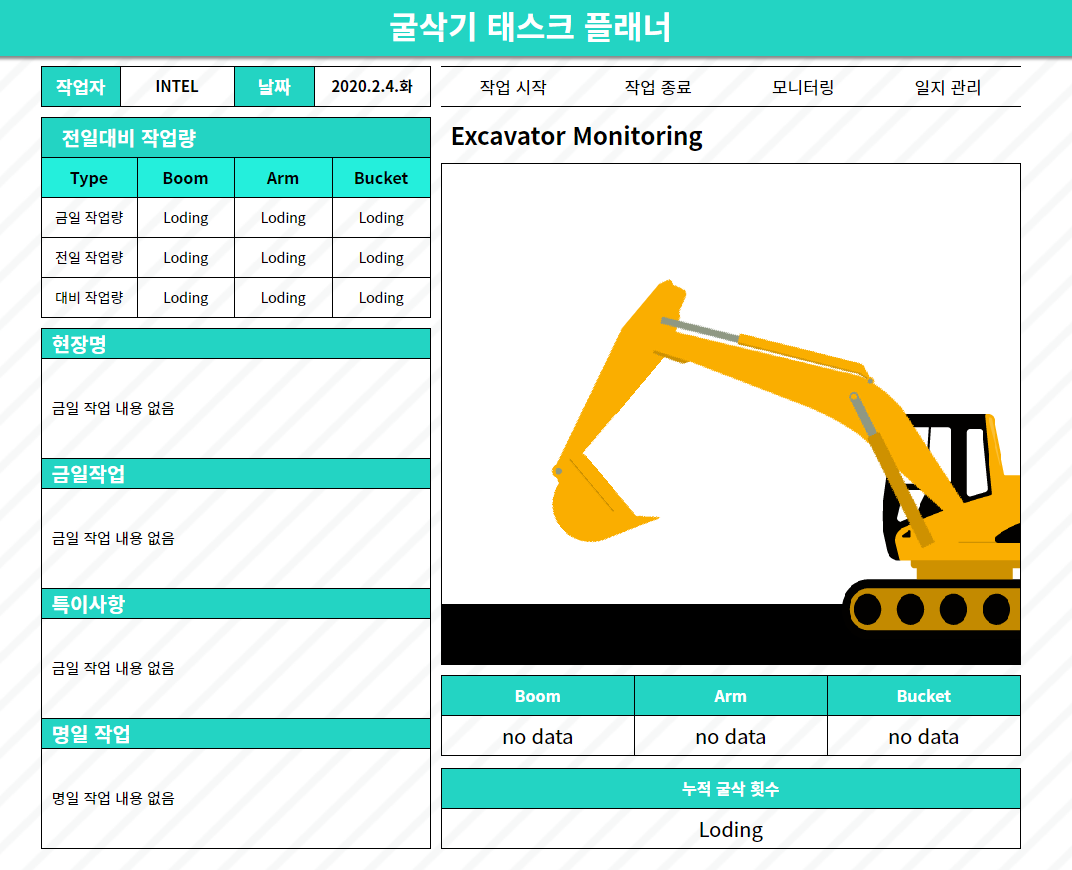 굴삭기 태스크 플래너
작업자 INTEL 날짜 2020.2.4.화
작업 시작 작업 종료 모니터링 일지 관리
전일대비 작업량
Type Boom Arm Bucket
금일 작업량 Loding Loding Loding
전일 작업량 Loding Loding Loding
대비 작업량 Loding Loding Loding
현장명
금일 작업 내용 없음
금일작업
금일 작업 내용 없음
특이사항
금일 작업 내용 없음
명일 작업
명일 작업 내용 없음
Excavator Monitoring
Boom Arm Bucket
no data no data no data
누적 굴삭 횟수
Loding